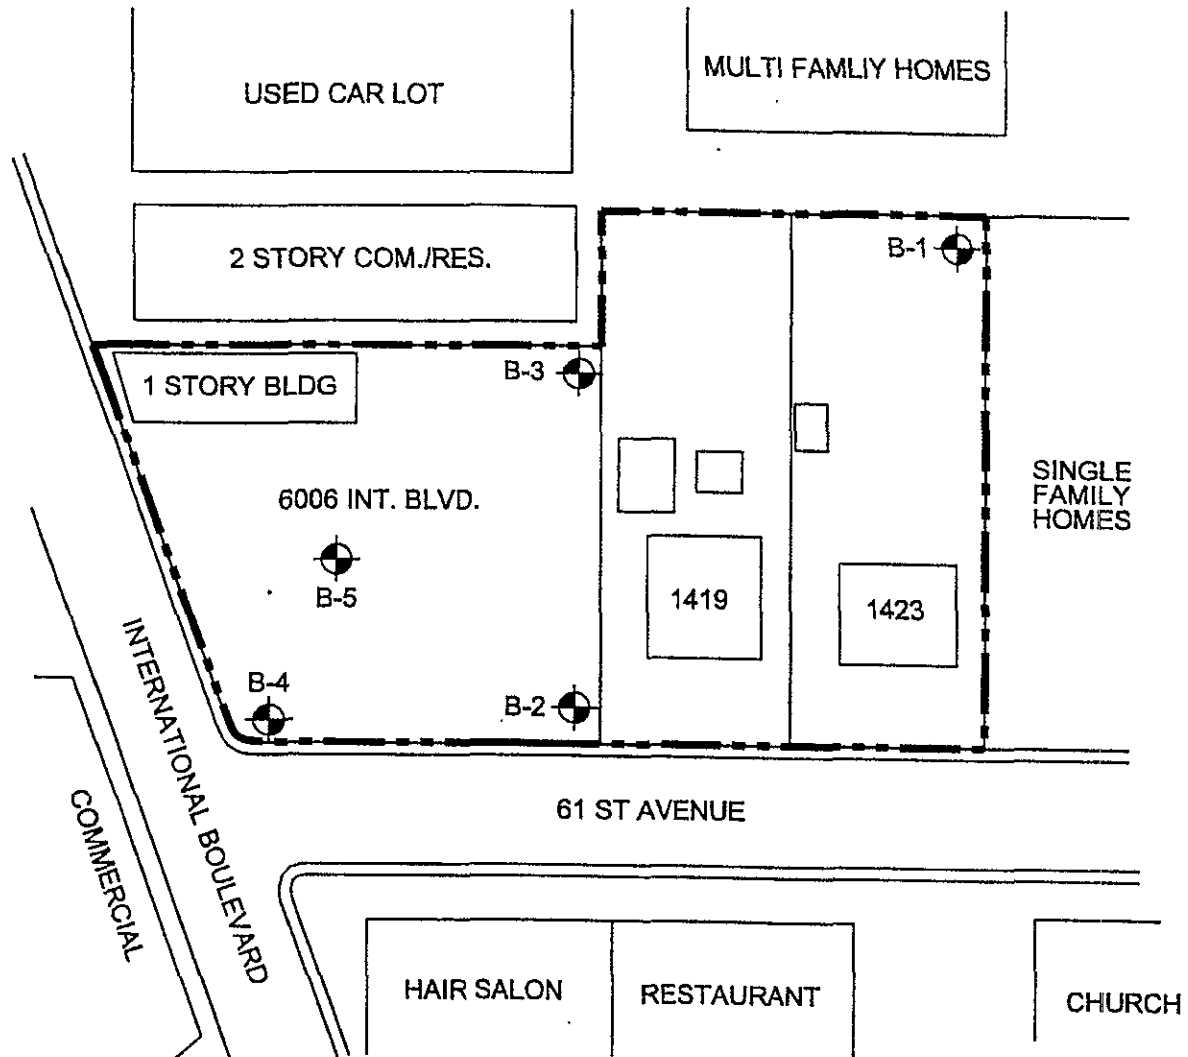 USED CAR LOT
MULTI FAMLIY HOMES
2 STORY COM./RES.
B-1
B-3
1 STORY BLDG
6006 INT. BLVD.
SINGLE
FAMILY
HOMES
B-5
1419
1423
B-4
B-2
INTERNATIONAL BOULEVARD
COMMERCIAL
61 ST AVENUE
HAIR SALON
RESTAURANT
CHURCH